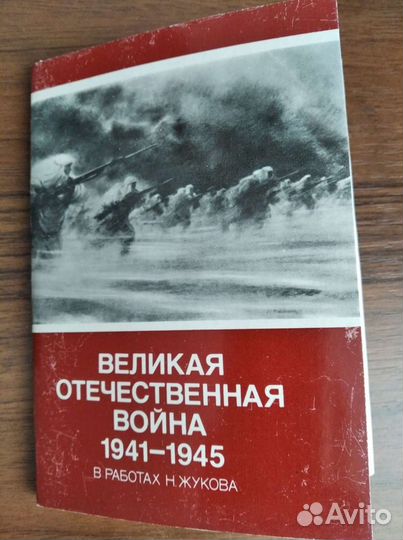 ВЕЛИКАЯ
ОТЕЧЕСТВЕННАЯ
ВОЙНА
1941–1945
В РАБОТАХ Н. ЖУКОВА
Avito